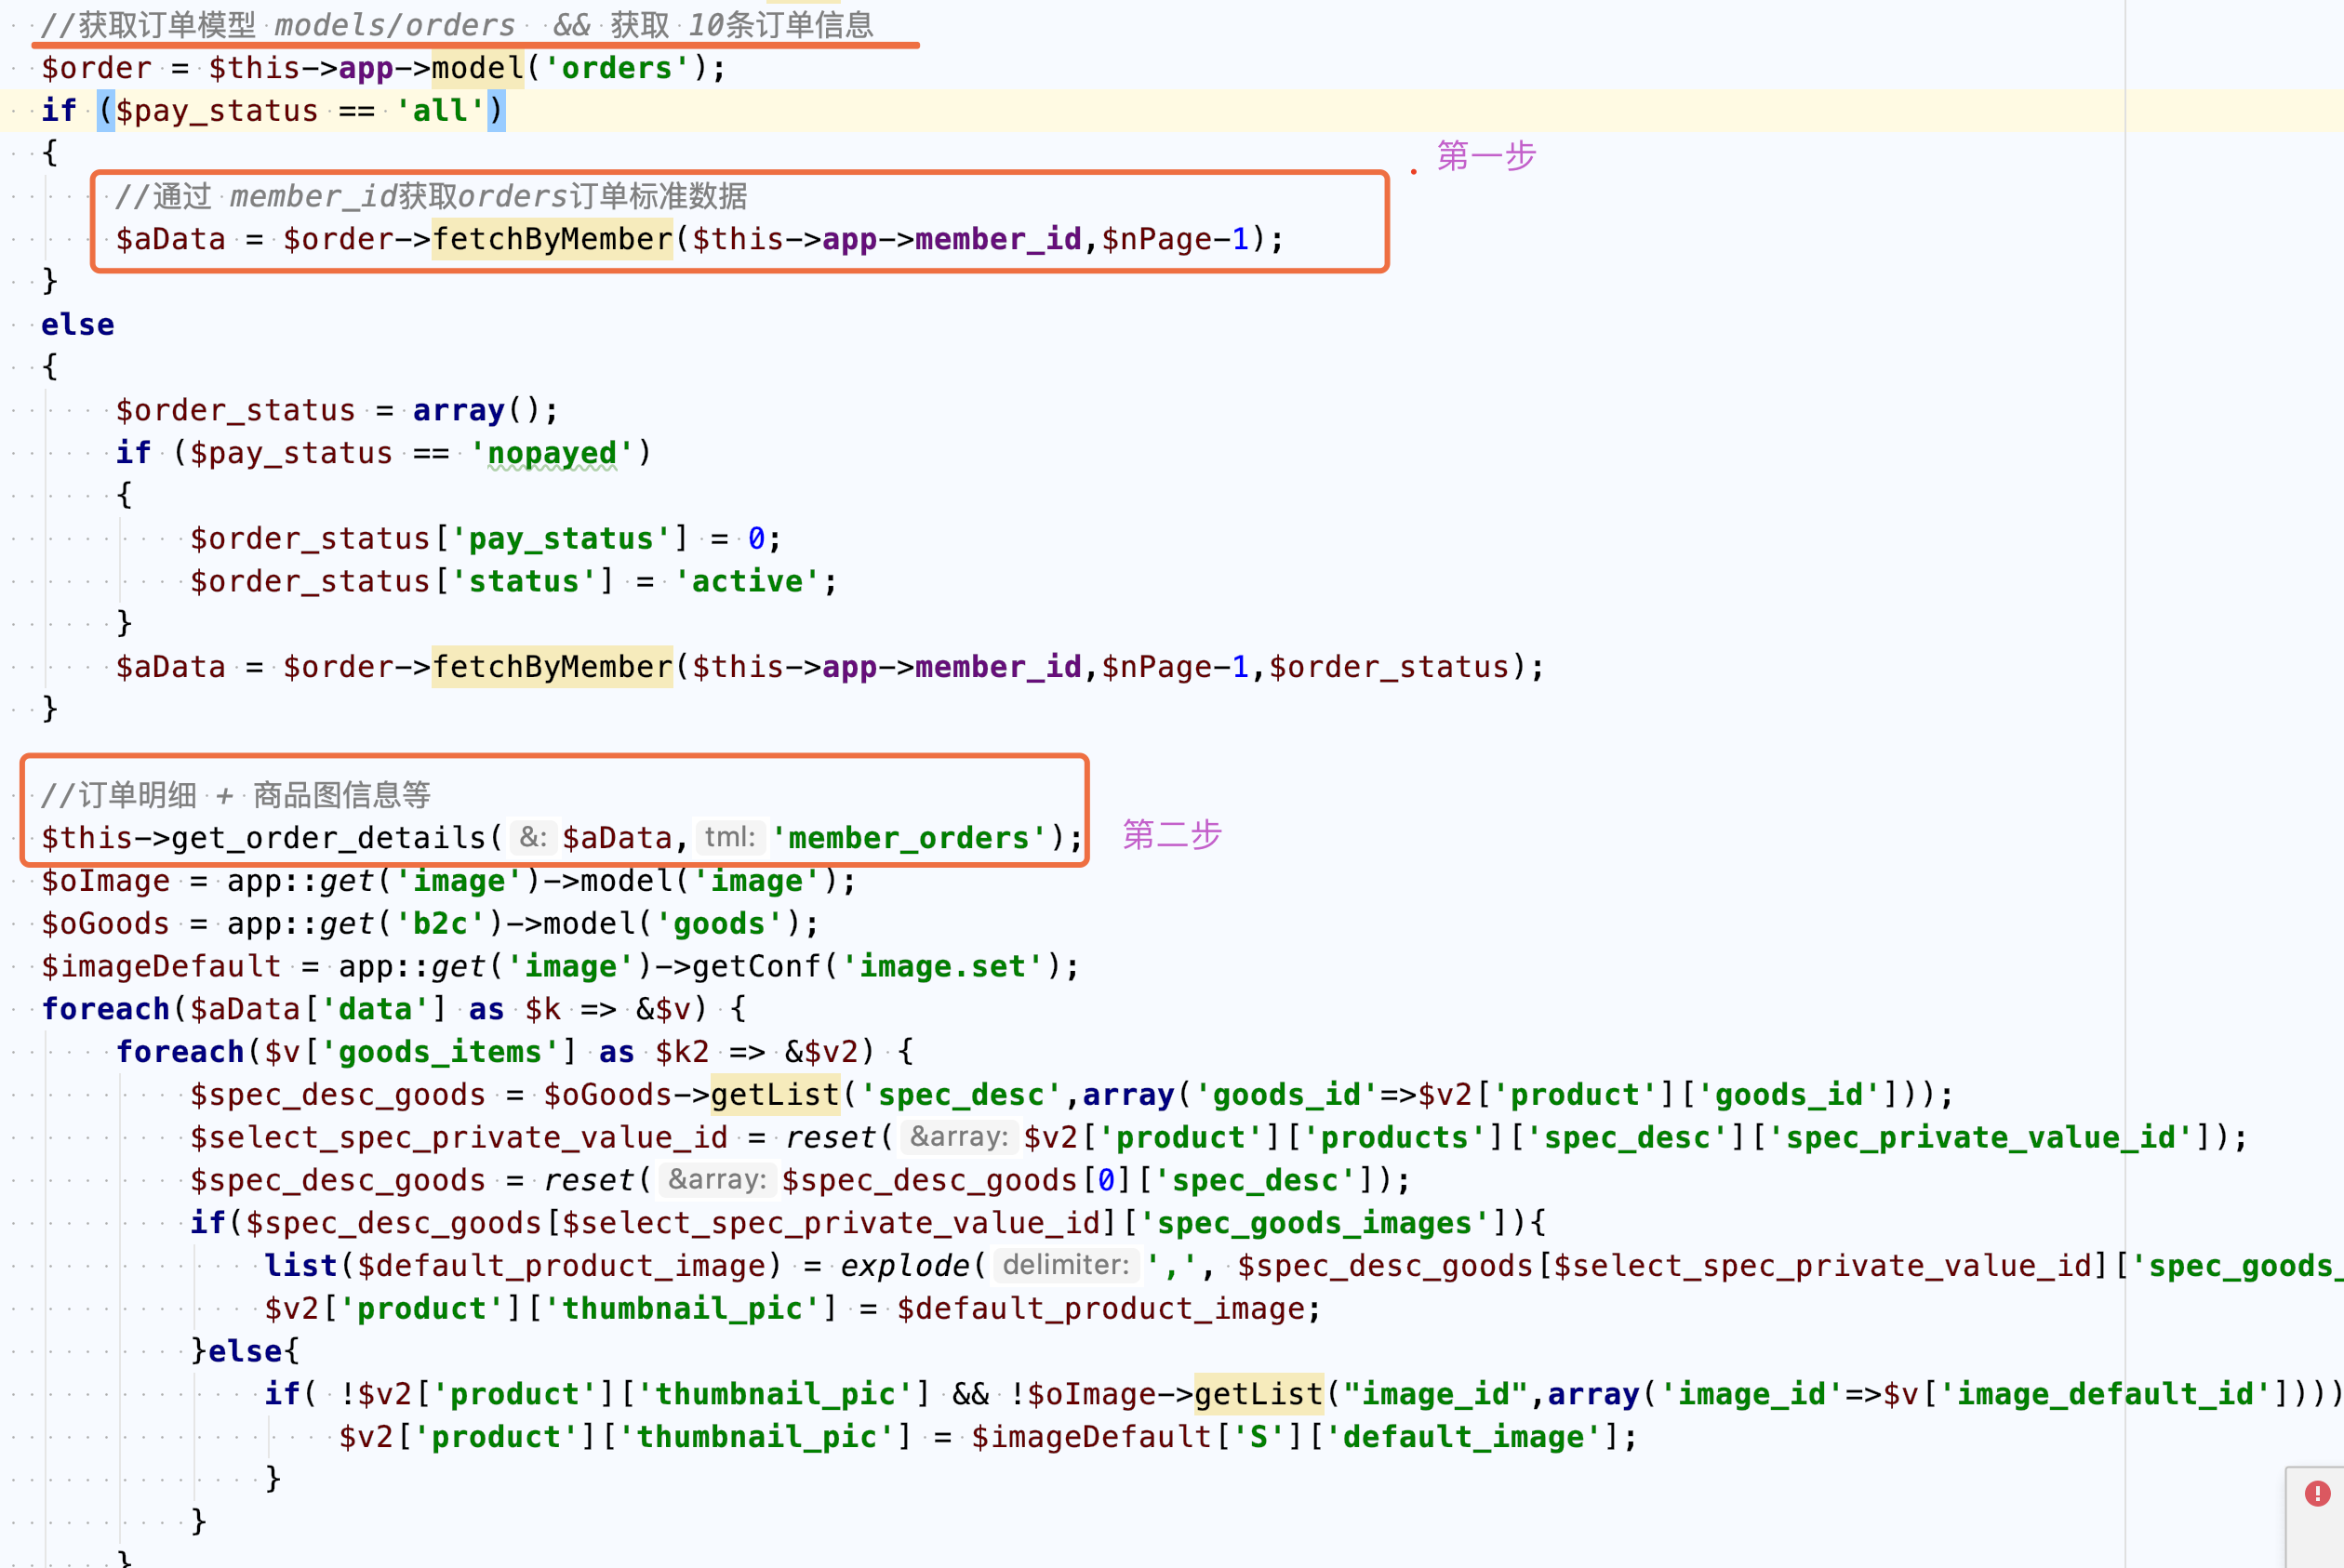 //获取订单模型 models/orders  && 获取 10条订单信息
$order = $this->app->model('orders');
if ($pay_status == 'all')
{
第一步
//通过 member_id获取orders订单标准数据
$aData = $order->fetchByMember($this->app->member_id,$nPage-1);
}
else
{
$order_status = array();
if ($pay_status == 'nopayed')
{
$order_status['pay_status'] = 0;
$order_status['status'] = 'active';
}
$aData = $order->fetchByMember($this->app->member_id,$nPage-1,$order_status);
}
//订单明细 + 商品图信息等
$this->get_order_details( &: $aData, tml: 'member_orders'); 第二步
$oImage = app::get('image')->model('image');
$oGoods = app::get('b2c')->model('goods');
$imageDefault = app::get('image')->getConf('image.set');
foreach($aData['data'] as $k => &$v) {
foreach($v['goods_items'] as $k2 => &$v2) {
$spec_desc_goods = $oGoods->getList('spec_desc',array('goods_id'=>$v2['product']['goods_id']));
$select_spec_private_value_id = reset( &array: $v2['product']['products']['spec_desc']['spec_private_value_id']);
$spec_desc_goods = reset( &array: $spec_desc_goods[0]['spec_desc']);
if($spec_desc_goods[$select_spec_private_value_id]['spec_goods_images']){
list($default_product_image) = explode( delimiter: ',', $spec_desc_goods[$select_spec_private_value_id]['spec_goods_
$v2['product']['thumbnail_pic'] = $default_product_image;
}else{
if( !$v2['product']['thumbnail_pic'] && !$oImage->getList("image_id",array('image_id'=>$v['image_default_id'])))
$v2['product']['thumbnail_pic'] = $imageDefault['S']['default_image'];
}
}
}